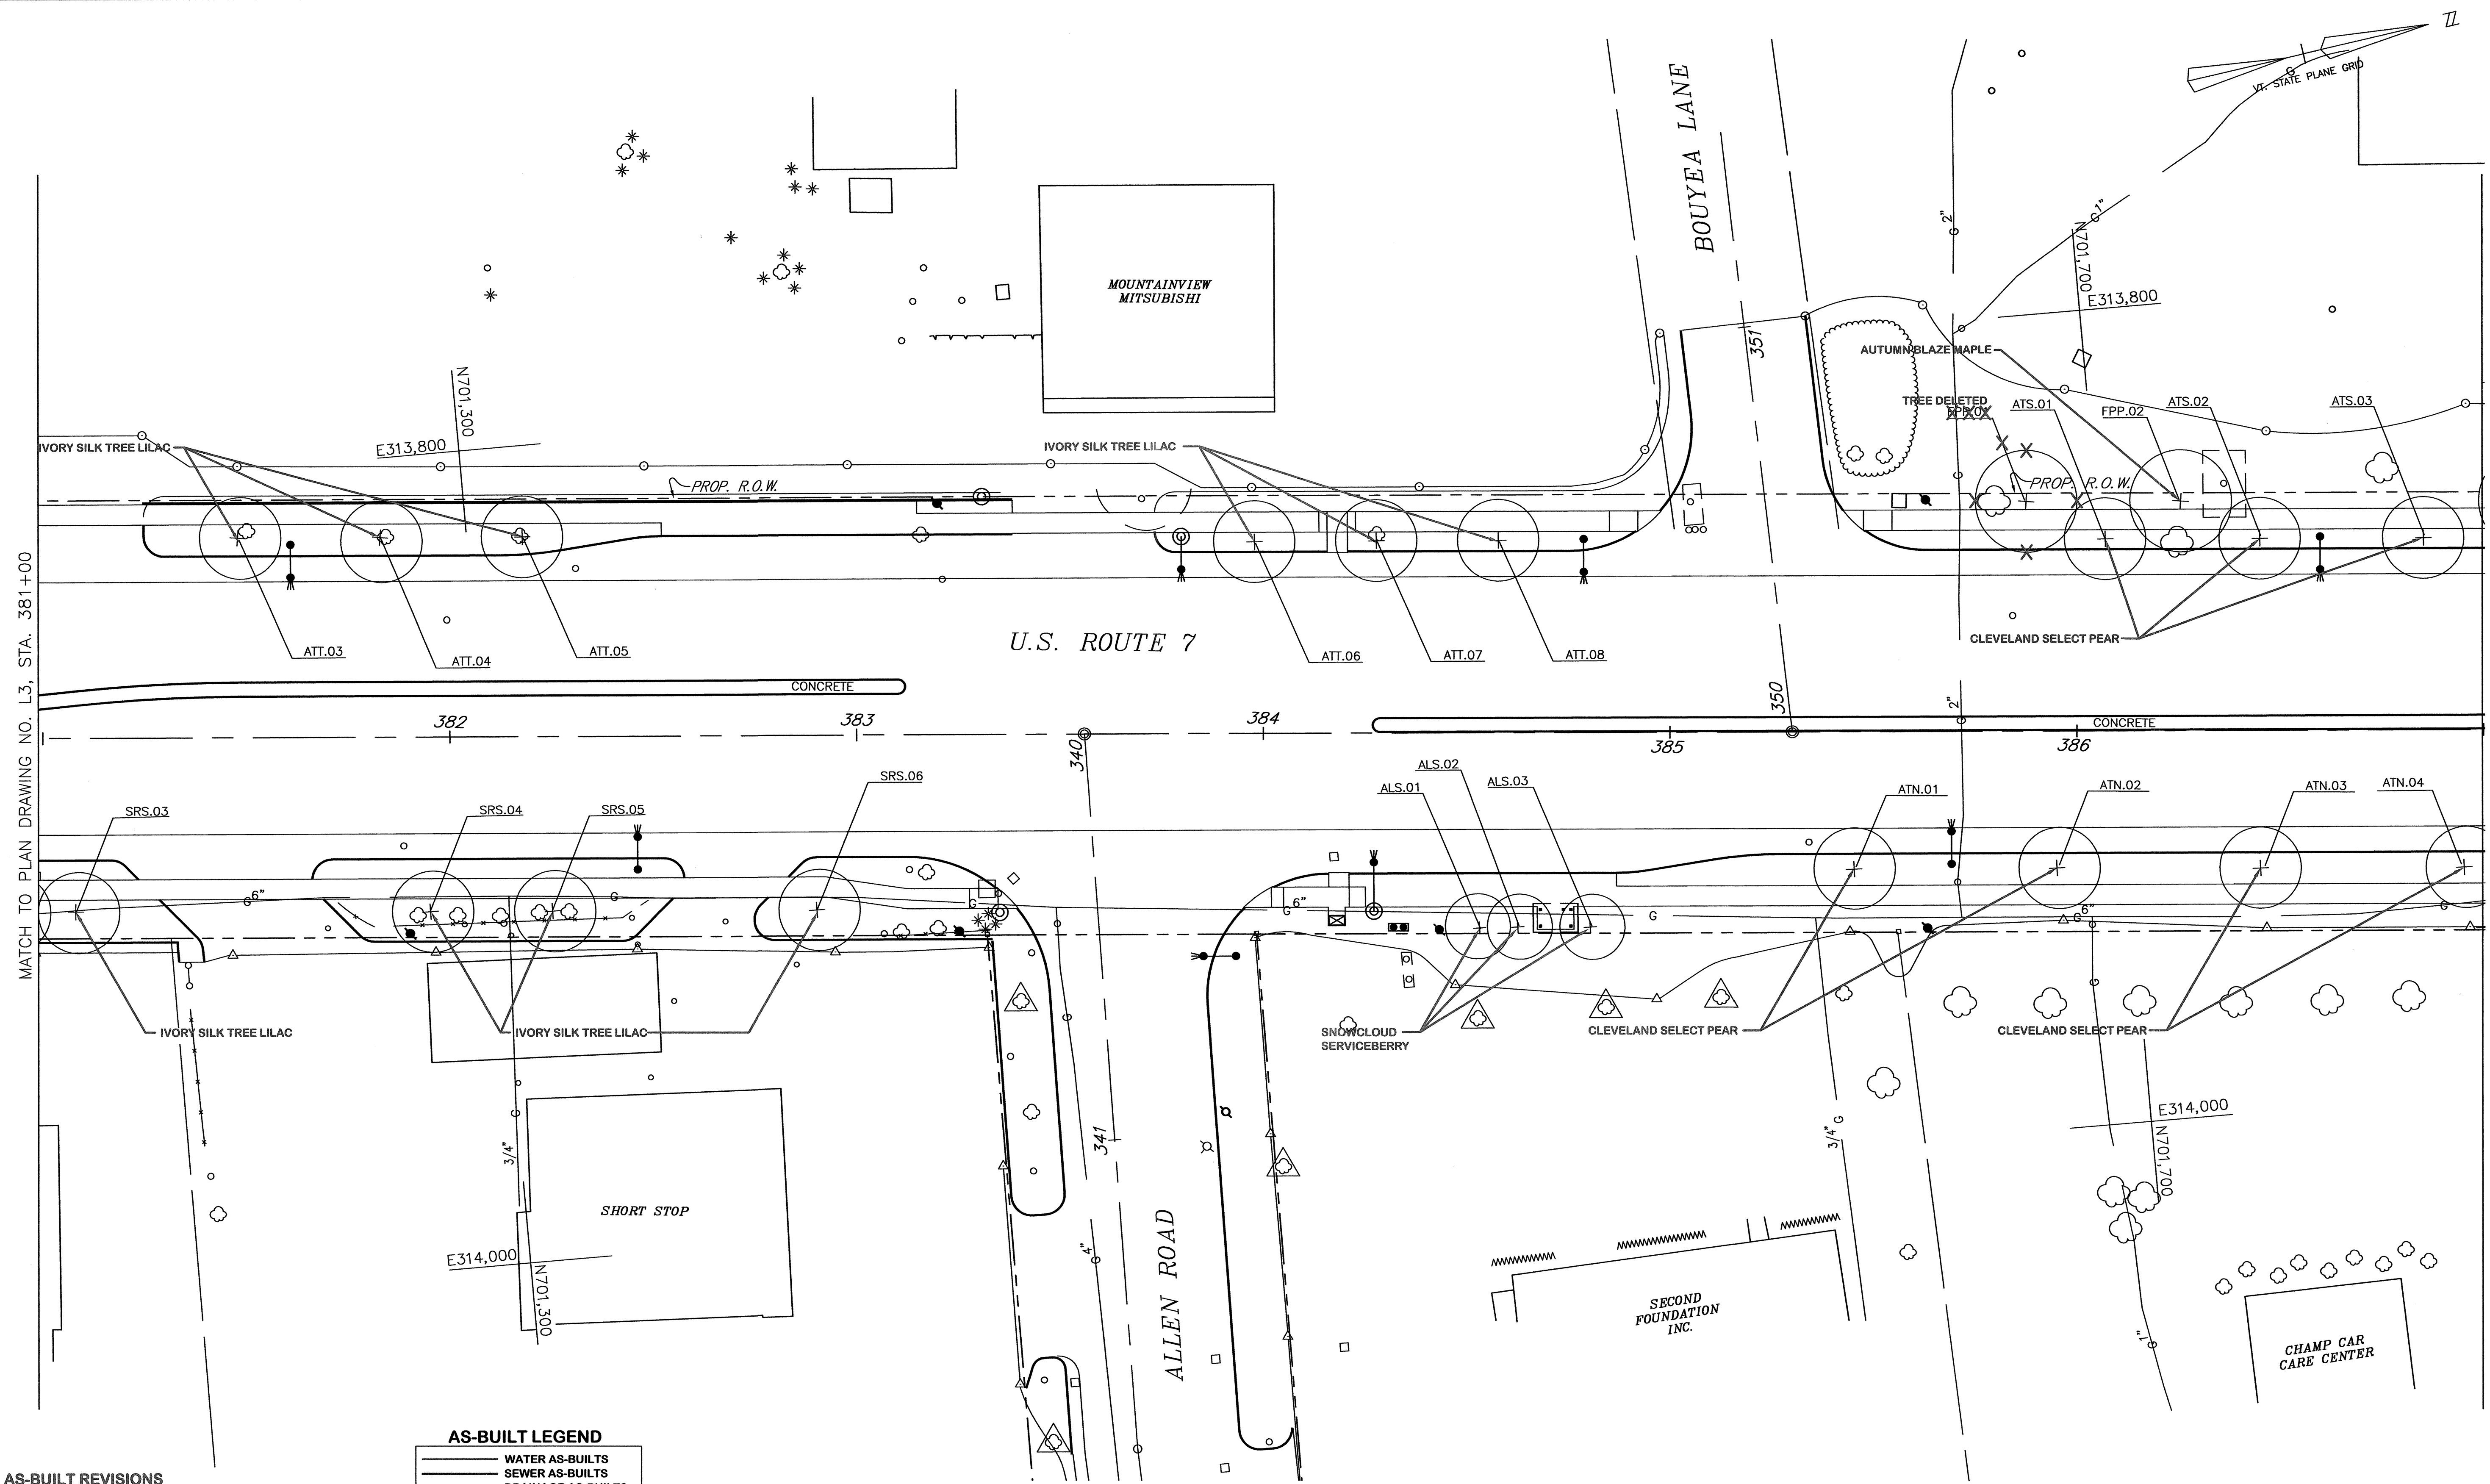 N
VT. STATE PLANE GRID
BOUYEA LANE
G 2"
G 1"
N701,700
E313,800
MOUNTAINVIEW
MITSUBISHI
351
AUTUMN BLAZE MAPLE
TREE DELETED
FPP.01
ATS.01
FPP.02
ATS.02
ATS.03
N701,300
E313,800
IVORY SILK TREE LILAC
IVORY SILK TREE LILAC
PROP. R.O.W.
PROP. R.O.W.
G
MATCH TO PLAN DRAWING NO. L3, STA. 381+00
ATT.03
ATT.04
ATT.05
U.S. ROUTE 7
ATT.06
ATT.07
ATT.08
CLEVELAND SELECT PEAR
CONCRETE
350
G 2"
CONCRETE
382
383
340
384
385
386
SRS.03
SRS.04
SRS.05
SRS.06
ALS.01
ALS.02
ALS.03
ATN.01
ATN.02
ATN.03
ATN.04
G 6"
G
G
G 6"
G
G 6"
G
IVORY SILK TREE LILAC
IVORY SILK TREE LILAC
G
SNOWCLOUD
SERVICEBERRY
CLEVELAND SELECT PEAR
CLEVELAND SELECT PEAR
G
3/4" G
341
3/4" G
E314,000
N701,700
SHORT STOP
E314,000
N701,300
G 4"
ALLEN ROAD
SECOND
FOUNDATION
INC.
G 1"
CHAMP CAR
CARE CENTER
AS-BUILT LEGEND
WATER AS-BUILTS
SEWER AS-BUILTS
AS-BUILT REVISIONS